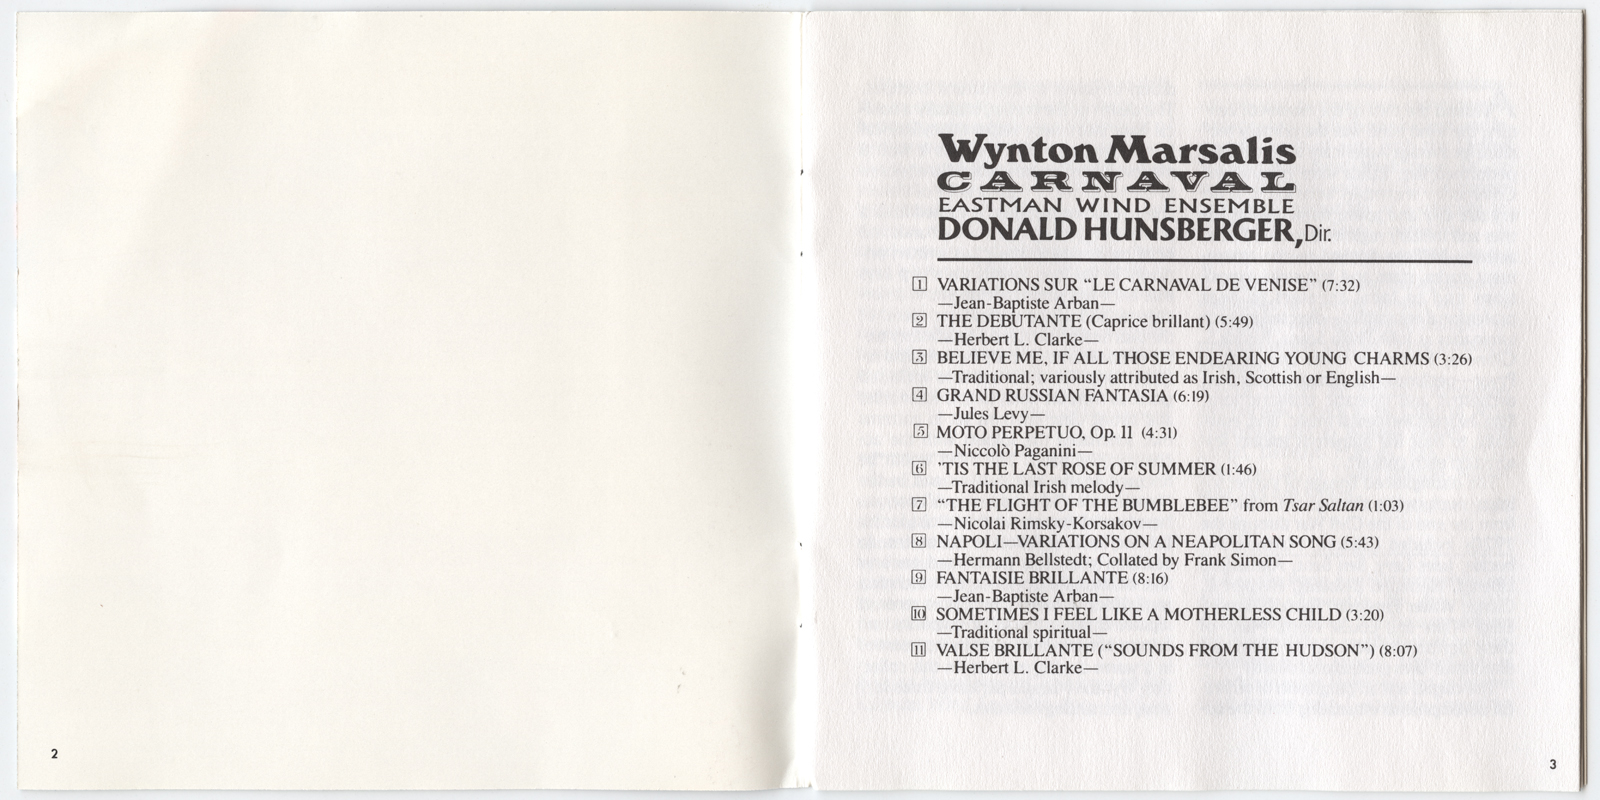 Wynton Marsalis
CARNAVAL
EASTMAN WIND ENSEMBLE
DONALD HUNSBERGER, Dir.
1 VARIATIONS SUR “LE CARNAVAL DE VENISE” (7:32)
—Jean-Baptiste Arban—
2 THE DEBUTANTE (Caprice brillant) (5:49)
—Herbert L. Clarke—
3 BELIEVE ME, IF ALL THOSE ENDEARING YOUNG CHARMS (3:26)
—Traditional; variously attributed as Irish, Scottish or English—
4 GRAND RUSSIAN FANTASIA (6:19)
—Jules Levy—
5 MOTO PERPETUO, Op. 11 (4:31)
—Niccolò Paganini—
6 ’TIS THE LAST ROSE OF SUMMER (1:46)
—Traditional Irish melody—
7 “THE FLIGHT OF THE BUMBLEBEE” from Tsar Saltan (1:03)
—Nicolai Rimsky-Korsakov—
8 NAPOLI—VARIATIONS ON A NEAPOLITAN SONG (5:43)
—Hermann Bellstedt; Collated by Frank Simon—
9 FANTAISIE BRILLANTE (8:16)
—Jean-Baptiste Arban—
10 SOMETIMES I FEEL LIKE A MOTHERLESS CHILD (3:20)
—Traditional spiritual—
11 VALSE BRILLANTE (“SOUNDS FROM THE HUDSON”) (8:07)
—Herbert L. Clarke—
2
3